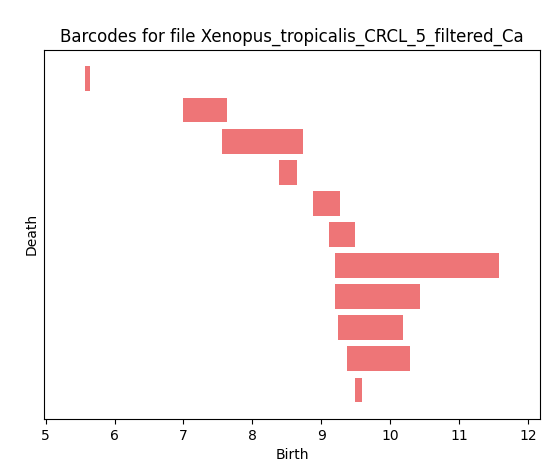 Barcodes for file Xenopus_tropicalis_CRCL_5_filtered_Ca
Death
5 6 7 8 9 10 11 12
Birth